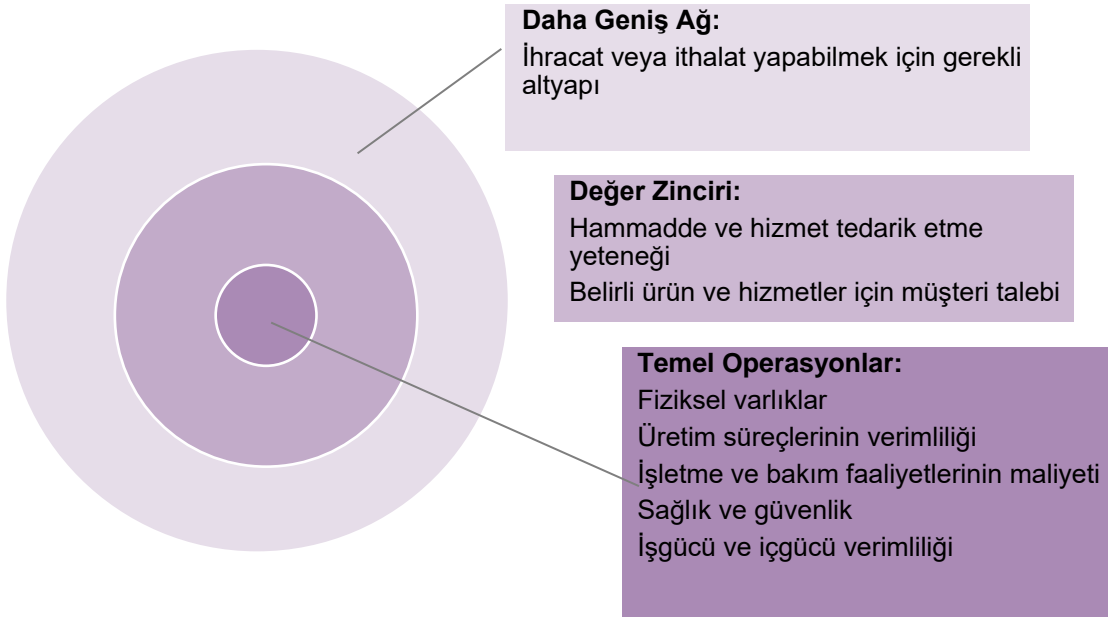 Daha Geniş Ağ:
İhracat veya ithalat yapabilmek için gerekli
altyapı
Değer Zinciri:
Hammadde ve hizmet tedarik etme
yeteneği
Belirli ürün ve hizmetler için müşteri talebi
Temel Operasyonlar:
Fiziksel varlıklar
Üretim süreçlerinin verimliliği
İşletme ve bakım faaliyetlerinin maliyeti
Sağlık ve güvenlik
İşgücü ve içgücü verimliliği